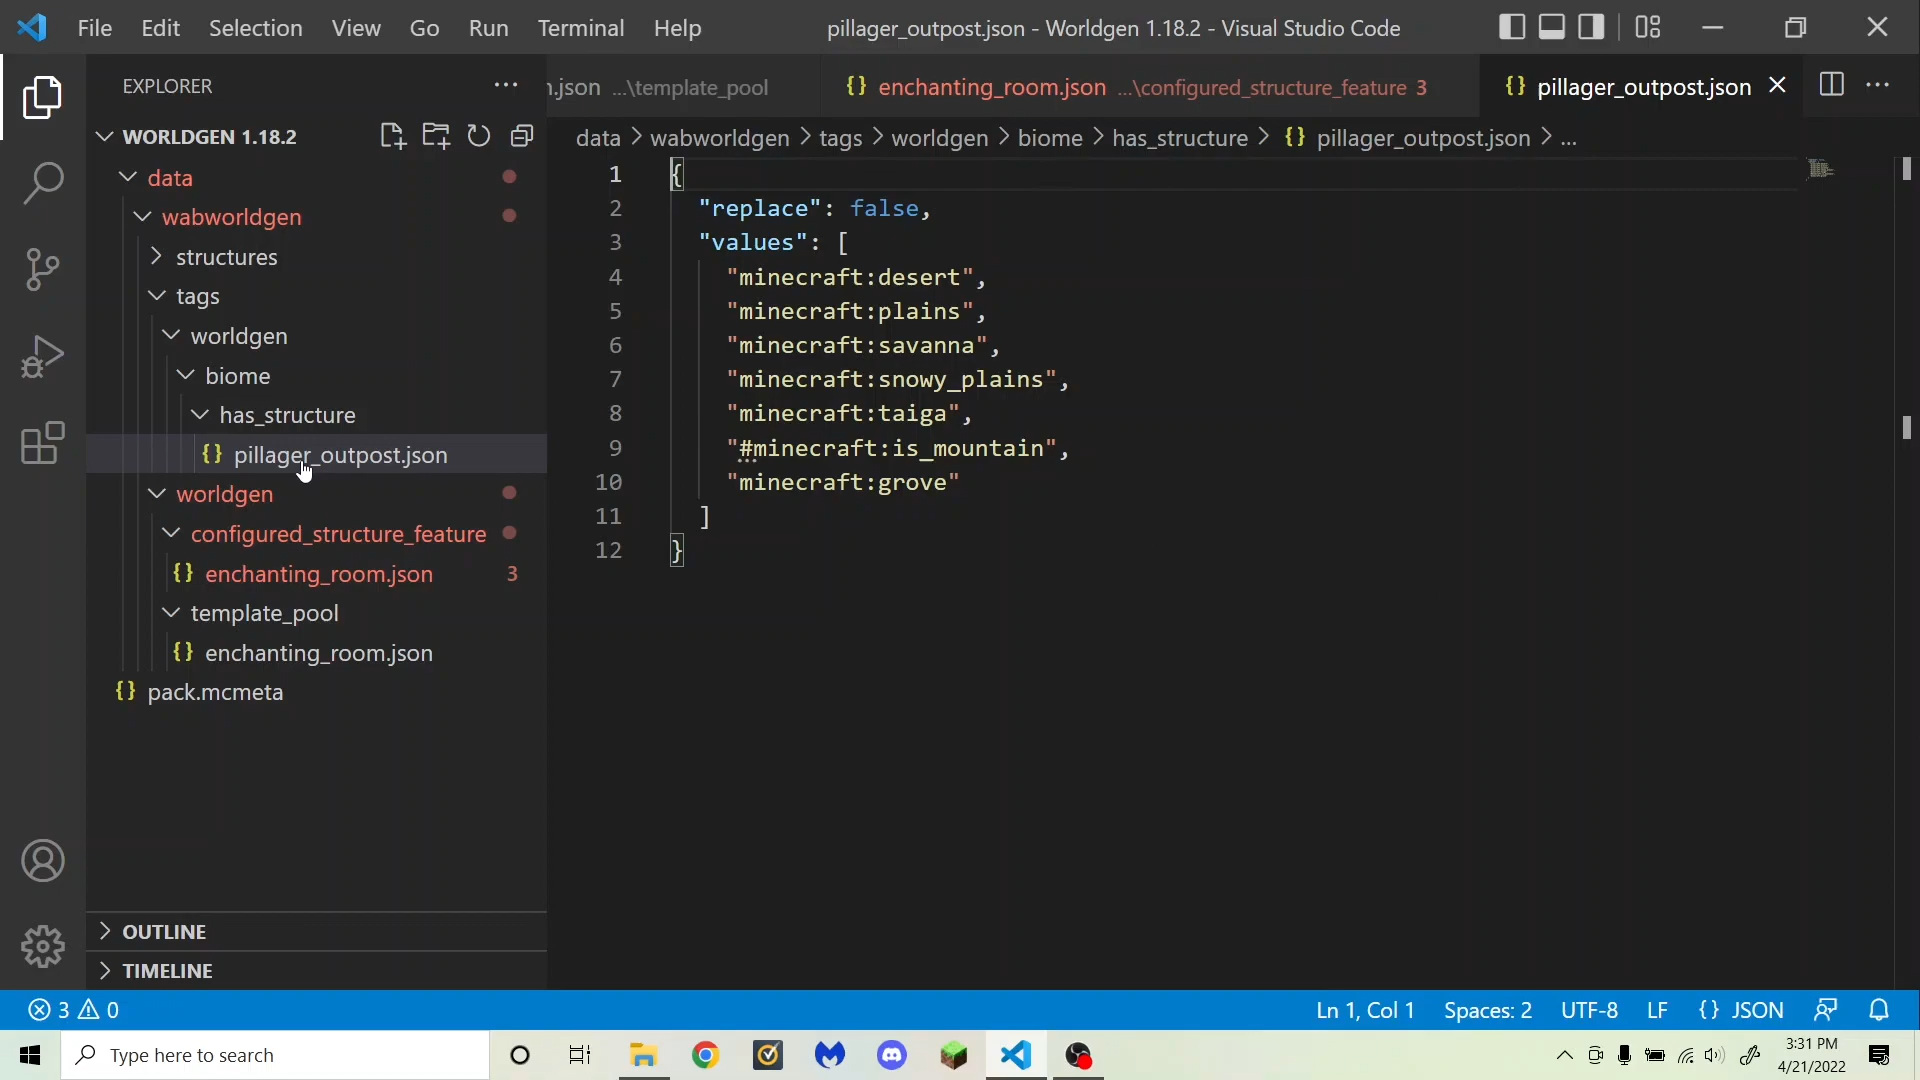 File Edit Selection View Go Run Terminal Help
pillager_outpost.json - Worldgen 1.18.2 - Visual Studio Code
EXPLORER
.json ...\template_pool
enchanting_room.json ...\configured_structure_feature 3
pillager_outpost.json
WORLDGEN 1.18.2
data > wabworldgen > tags > worldgen > biome > has_structure > {} pillager_outpost.json > ...
data
wabworldgen
structures
tags
worldgen
biome
has_structure
{} pillager_outpost.json
worldgen
configured_structure_feature
{} enchanting_room.json 3
template_pool
{} enchanting_room.json
{} pack.mcmeta
OUTLINE
TIMELINE
1 {
2 "replace": false,
3 "values": [
4 "minecraft:desert",
5 "minecraft:plains",
6 "minecraft:savanna",
7 "minecraft:snowy_plains",
8 "minecraft:taiga",
9 "#minecraft:is_mountain",
10 "minecraft:grove"
11 ]
12 }
3 0
Ln 1, Col 1 Spaces: 2 UTF-8 LF {} JSON
Type here to search
3:31 PM
4/21/2022